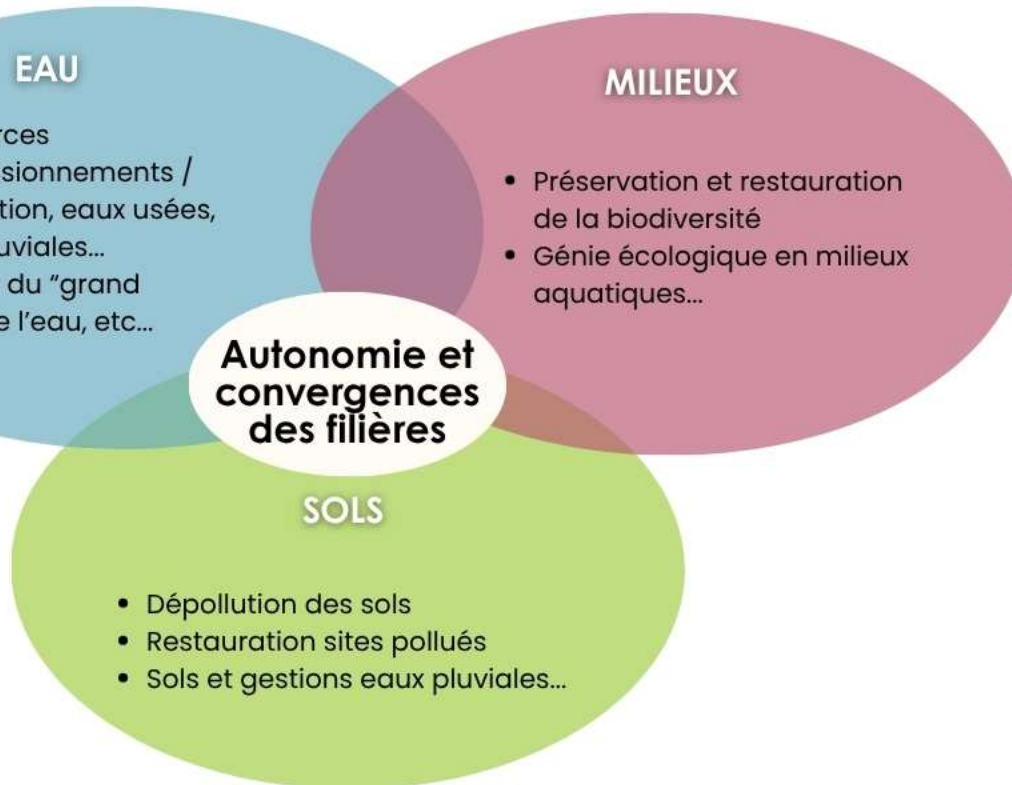 EAU
sionnements /
tion, eaux usées,
uviales...
du “grand
e l’eau, etc...
MILIEUX
• Préservation et restauration
de la biodiversité
• Génie écologique en milieux
aquatiques...
Autonomie et
convergences
des filières
SOLS
• Dépollution des sols
• Restauration sites pollués
• Sols et gestions eaux pluviales...